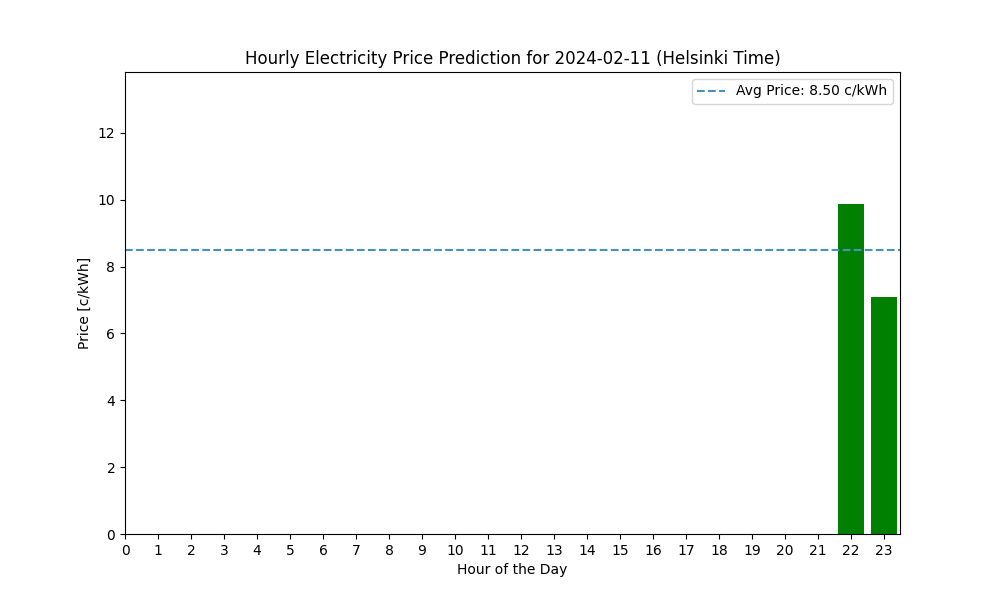 Hourly Electricity Price Prediction for 2024-02-11 (Helsinki Time)
Avg Price: 8.50 c/kWh
Price [c/kWh]
12
10
8
6
4
2
0
0 1 2 3 4 5 6 7 8 9 10 11 12 13 14 15 16 17 18 19 20 21 22 23
Hour of the Day